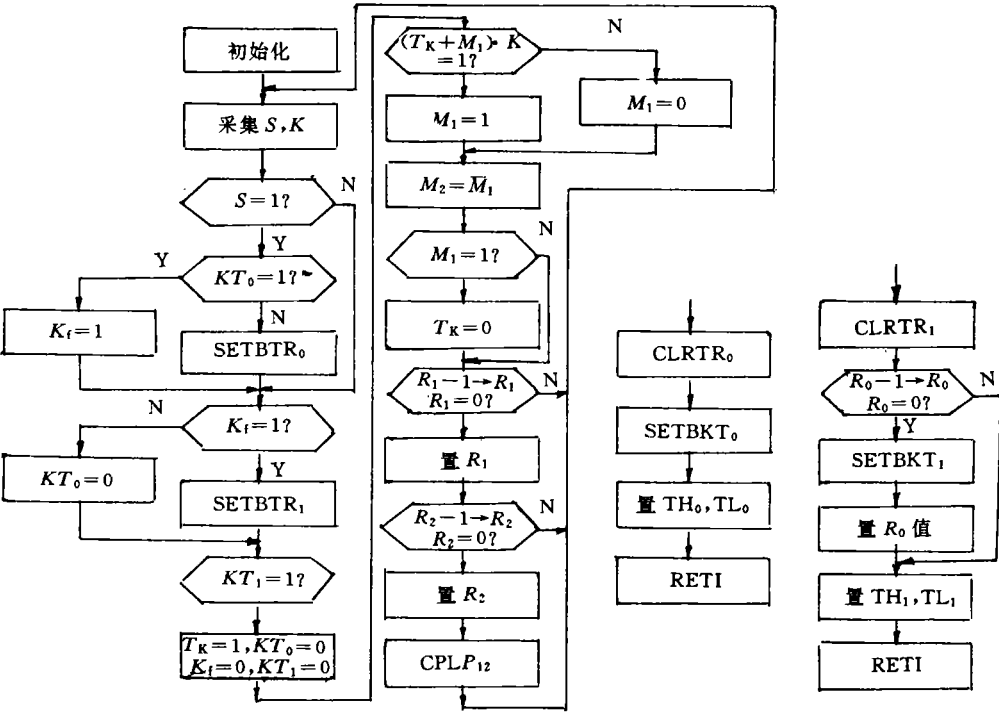 初始化
采集 S,K
S=1?
N
Y
KT₀=1?
Y
N
K_f=1
SETBTR₀
K_f=1?
N
Y
KT₀=0
SETBTR₁
KT₁=1?
T_K=1,KT₀=0
K_f=0,KT₁=0
(T_K+M₁)·K
=1?
N
M₁=1
M₁=0
M₂=M̅₁
M₁=1?
N
T_K=0
R₁-1→R₁
R₁=0?
N
置 R₁
R₂-1→R₂
R₂=0?
N
置 R₂
CPLP₁₂
CLRTR₀
SETBKT₀
置 TH₀,TL₀
RETI
CLRTR₁
R₀-1→R₀
R₀=0?
N
Y
SETBKT₁
置 R₀ 值
置 TH₁,TL₁
RETI